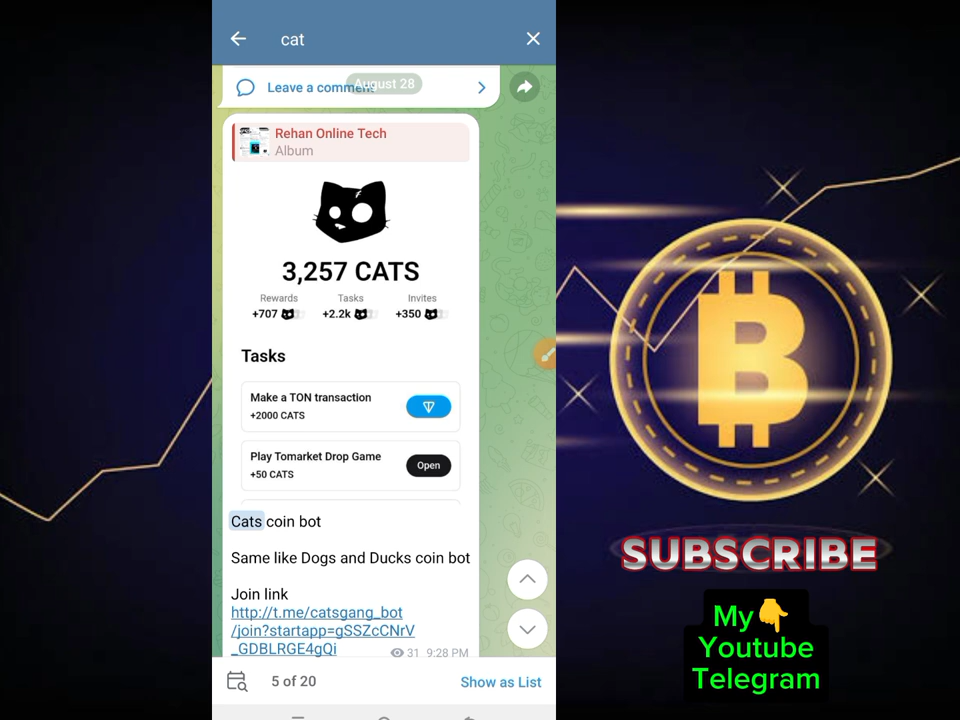 cat
August 28
Leave a comment
Rehan Online Tech
Album
3,257 CATS
Rewards Tasks Invites
+707 +2.2k +350
Tasks
Make a TON transaction
+2000 CATS
Play Tomarket Drop Game
+50 CATS
Open
Cats coin bot
Same like Dogs and Ducks coin bot
Join link
http://t.me/catsgang_bot
/join?startapp=gSSZcCNrV
_GDBLRGE4gQi
31 9:28 PM
5 of 20
Show as List
SUBSCRIBE
My👇
Youtube
Telegram